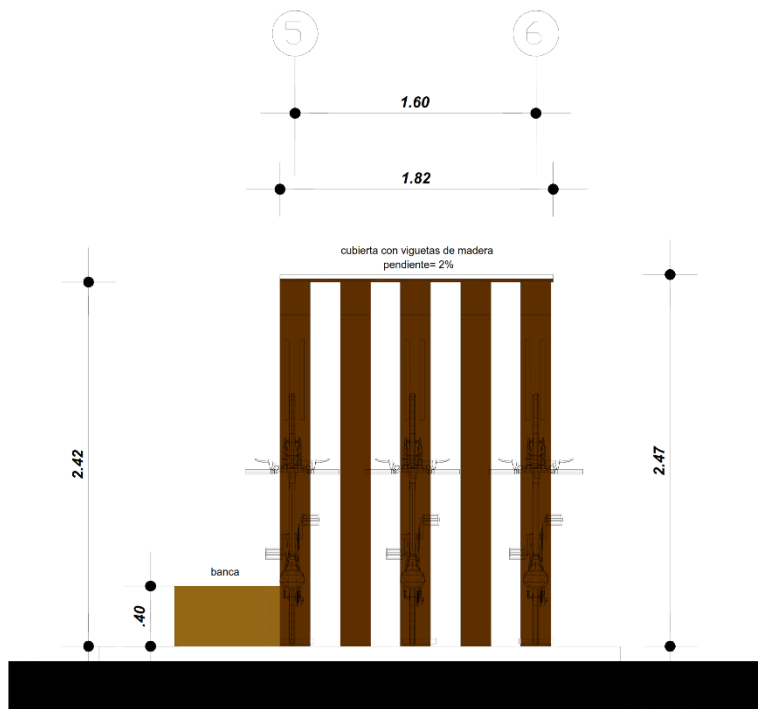 5
6
1.60
1.82
cubierta con viguetas de madera
pendiente= 2%
2.42
2.47
banca
.40